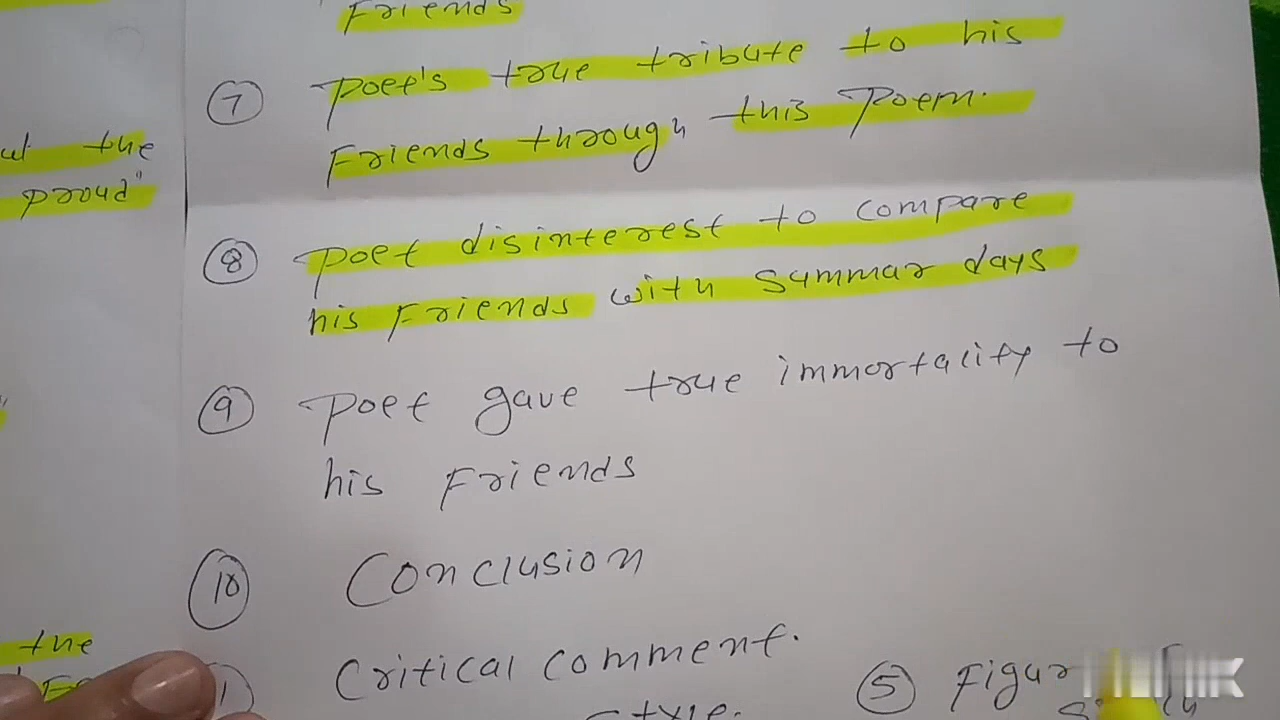 Friends
⑦ Poet's true tribute to his
Friends through this Poem.
the
proud"
⑧ Poet disinterest to compare
his Friends with Summar days
⑨ Poet gave true immortality to
his Friends
⑩ Conclusion
the
Critical comment.
style.
⑤ Figur